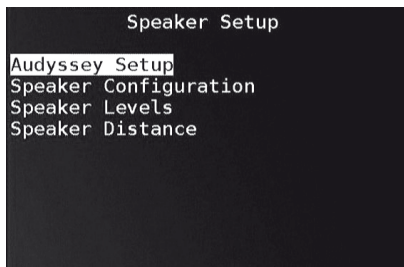 Speaker Setup
Audyssey Setup
Speaker Configuration
Speaker Levels
Speaker Distance